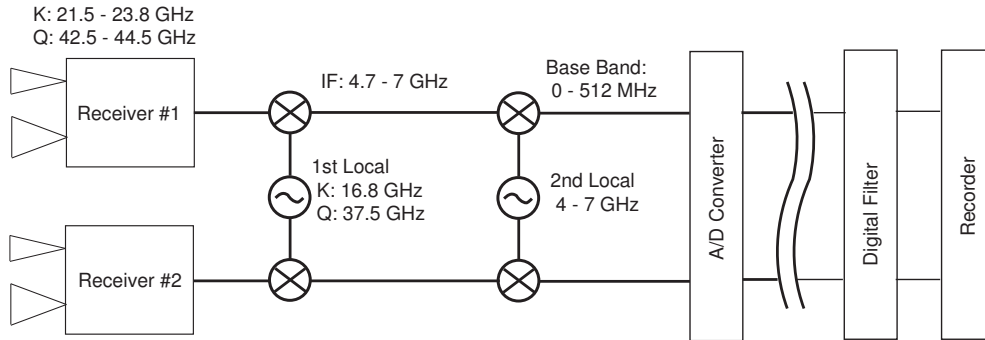 K: 21.5 - 23.8 GHz
Q: 42.5 - 44.5 GHz
Receiver #1
IF: 4.7 - 7 GHz
Base Band:
0 - 512 MHz
1st Local
K: 16.8 GHz
Q: 37.5 GHz
2nd Local
4 - 7 GHz
A/D Converter
Digital Filter
Recorder
Receiver #2